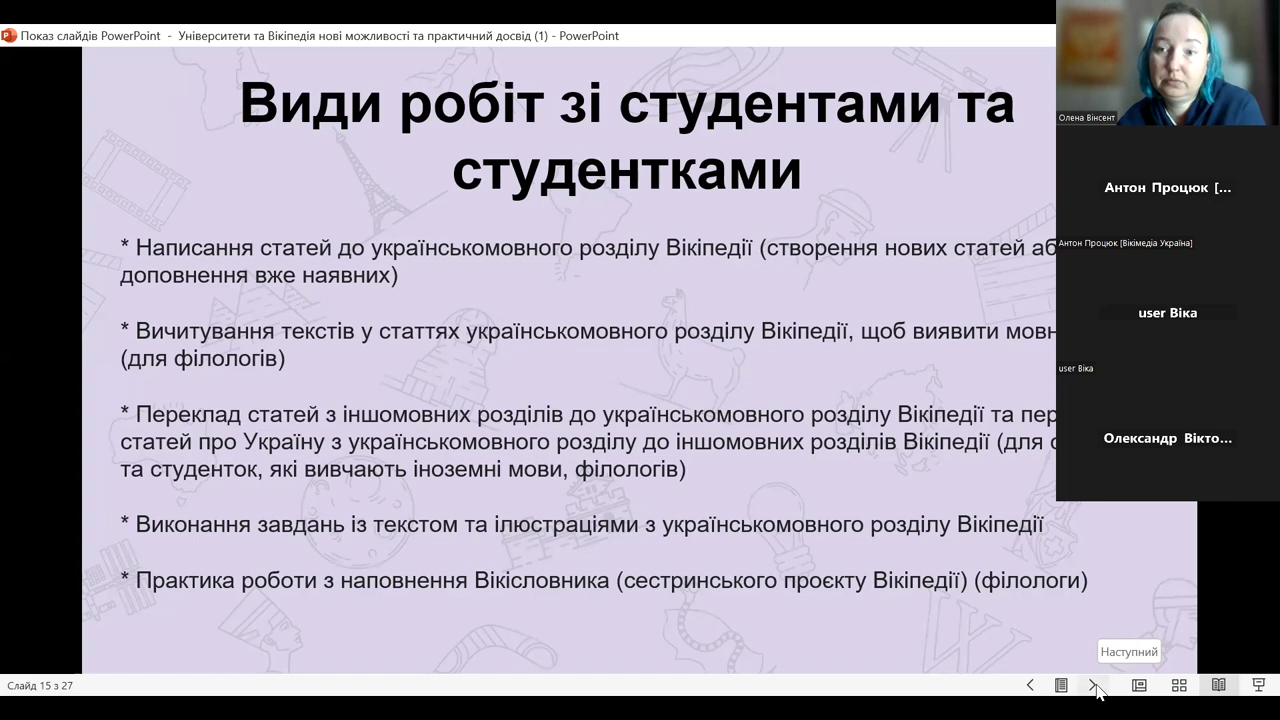 Показ слайдів PowerPoint - Університети та Вікіпедія нові можливості та практичний досвід (1) - PowerPoint
Види робіт зі студентами та
студентками
* Написання статей до українськомовного розділу Вікіпедії (створення нових статей аб
доповнення вже наявних)
* Вичитування текстів у статтях українськомовного розділу Вікіпедії, щоб виявити мовн
(для філологів)
* Переклад статей з іншомовних розділів до українськомовного розділу Вікіпедії та пер
статей про Україну з українськомовного розділу до іншомовних розділів Вікіпедії (для с
та студенток, які вивчають іноземні мови, філологів)
* Виконання завдань із текстом та ілюстраціями з українськомовного розділу Вікіпедії
* Практика роботи з наповнення Вікісловника (сестринського проєкту Вікіпедії) (філологи)
Олена Вінсент
Антон Процюк [...
Антон Процюк [Вікімедіа Україна]
user Віка
user Віка
Олександр Вікто...
Наступний
Слайд 15 з 27